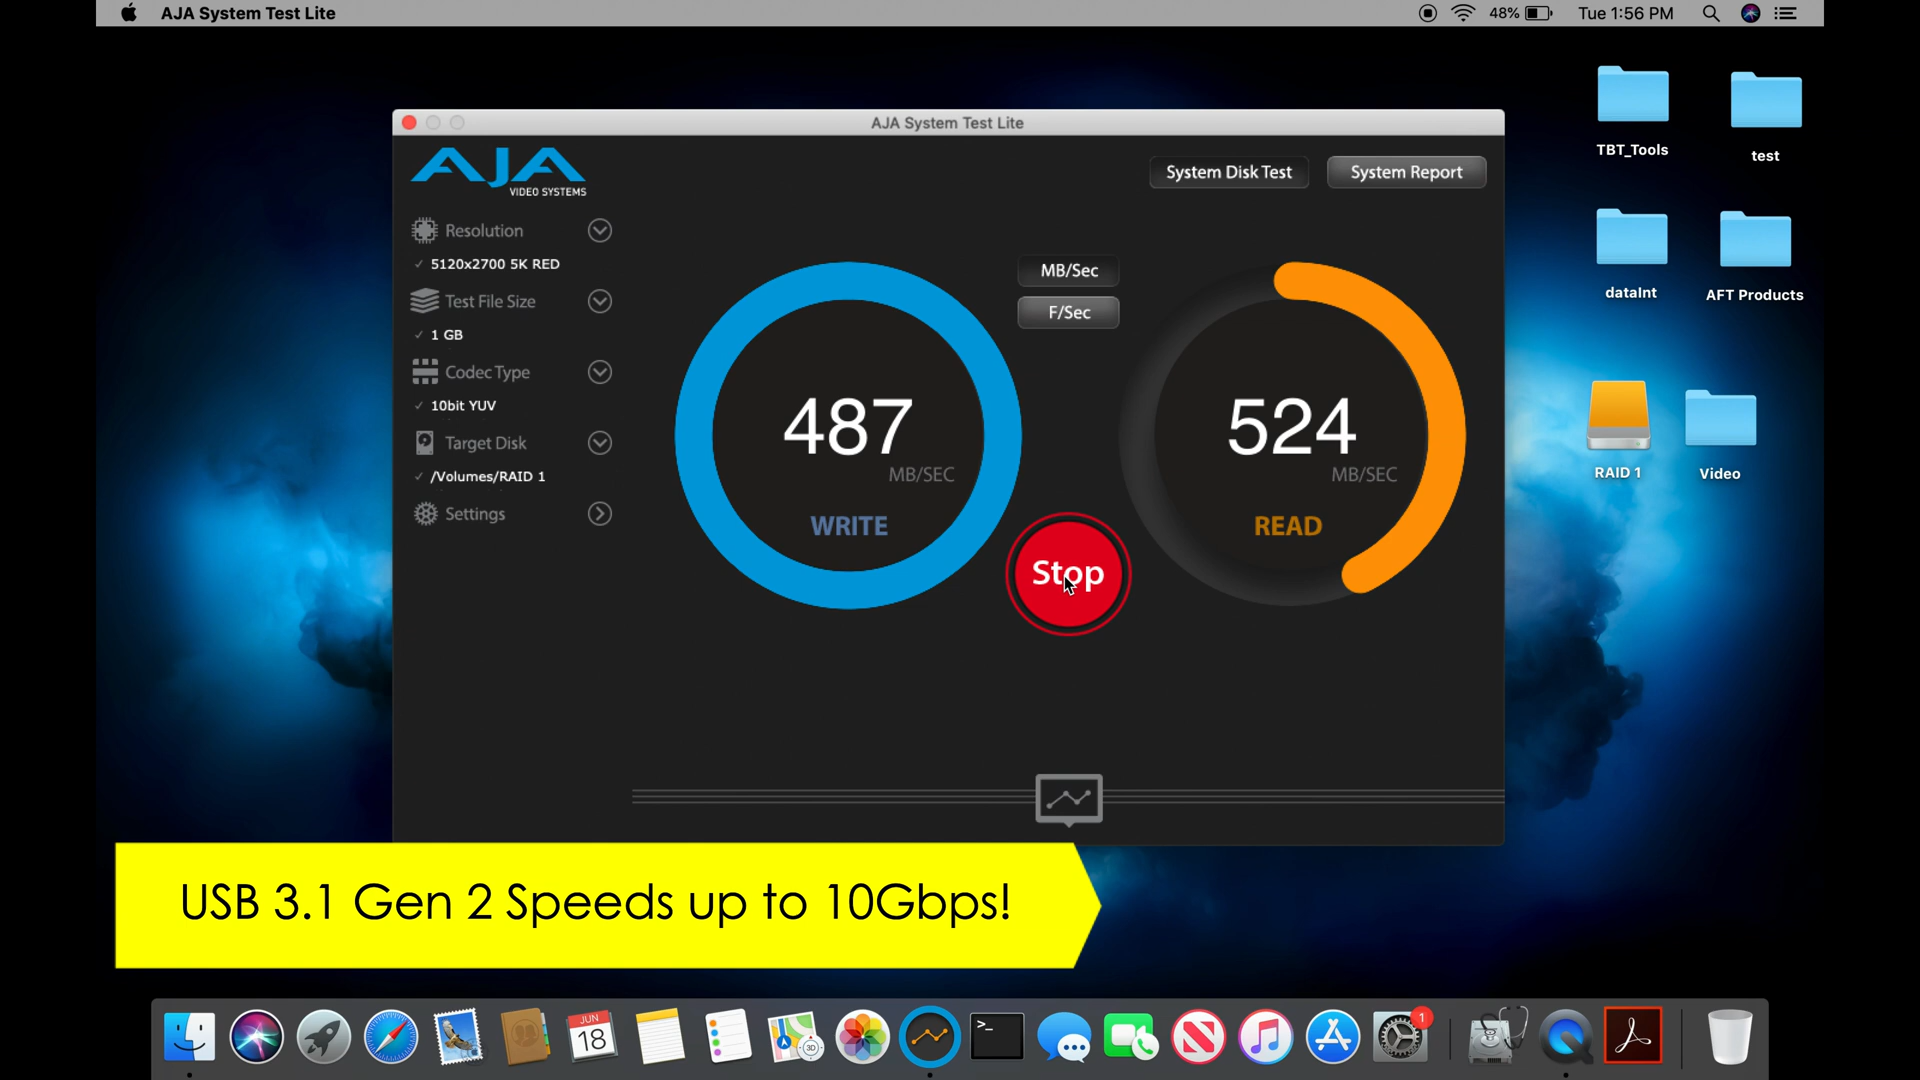 AJA System Test Lite
48%
Tue 1:56 PM
AJA System Test Lite
AJA
VIDEO SYSTEMS
System Disk Test
System Report
Resolution
5120x2700 5K RED
Test File Size
1 GB
Codec Type
10bit YUV
Target Disk
/Volumes/RAID 1
Settings
MB/Sec
F/Sec
487
MB/SEC
WRITE
524
MB/SEC
READ
Stop
TBT_Tools
test
dataInt
AFT Products
RAID 1
Video
USB 3.1 Gen 2 Speeds up to 10Gbps!
JUN
18
3D
>_
1